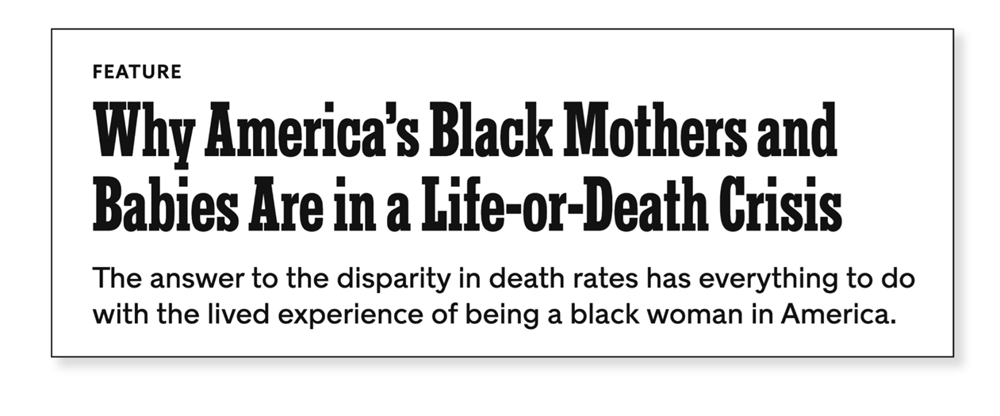 FEATURE
Why America’s Black Mothers and
Babies Are in a Life-or-Death Crisis
The answer to the disparity in death rates has everything to do
with the lived experience of being a black woman in America.